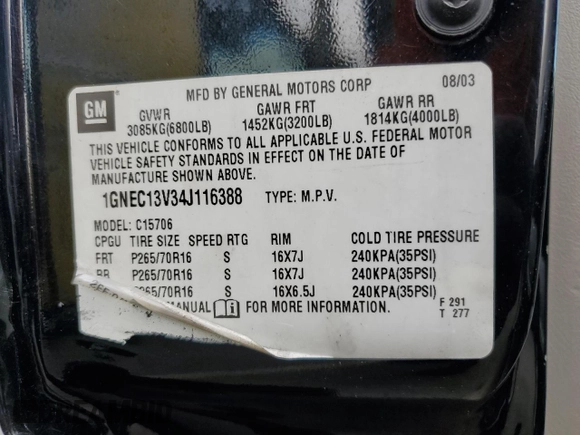 MFD BY GENERAL MOTORS CORP 08/03
GM
GVWR GAWR FRT GAWR RR
3085KG(6800LB) 1452KG(3200LB) 1814KG(4000LB)
THIS VEHICLE CONFORMS TO ALL APPLICABLE U.S. FEDERAL MOTOR
VEHICLE SAFETY STANDARDS IN EFFECT ON THE DATE OF
MANUFACTURE SHOWN ABOVE.
1GNEC13V34J116388 TYPE: M.P.V.
MODEL: C15706
CPGU TIRE SIZE SPEED RTG RIM COLD TIRE PRESSURE
FRT P265/70R16 S 16X7J 240KPA(35PSI)
RR P265/70R16 S 16X7J 240KPA(35PSI)
P265/70R16 S 16X6.5J 240KPA(35PSI)
MANUAL FOR MORE INFORMATION. F 291
T 277